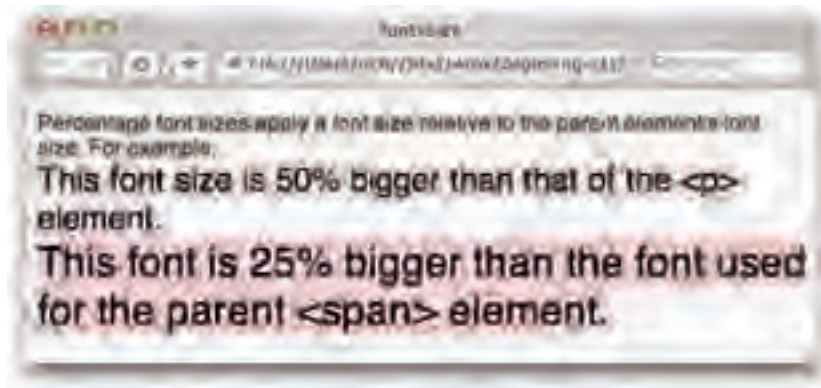 font-size
Percentage font sizes apply a font size relative to the parent element's font
size. For example,
This font size is 50% bigger than that of the <p>
element.
This font is 25% bigger than the font used
for the parent <span> element.